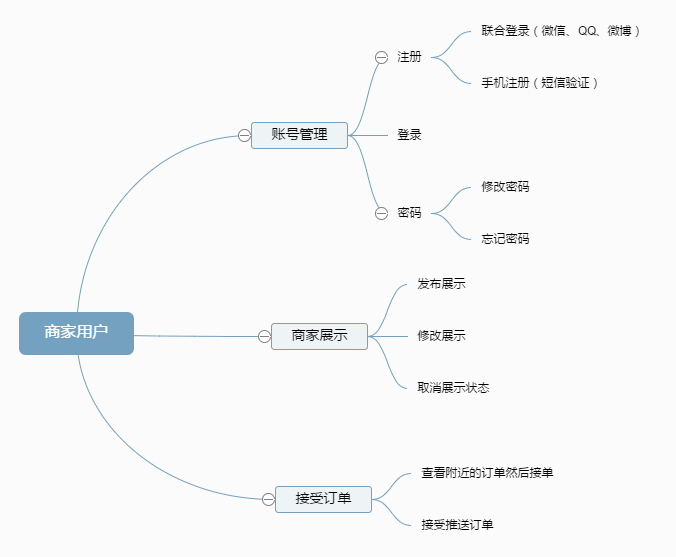 联合登录（微信、QQ、微博）
注册
手机注册（短信验证）
账号管理
登录
修改密码
密码
忘记密码
发布展示
商家用户
商家展示
修改展示
取消展示状态
查看附近的订单然后接单
接受订单
接受推送订单